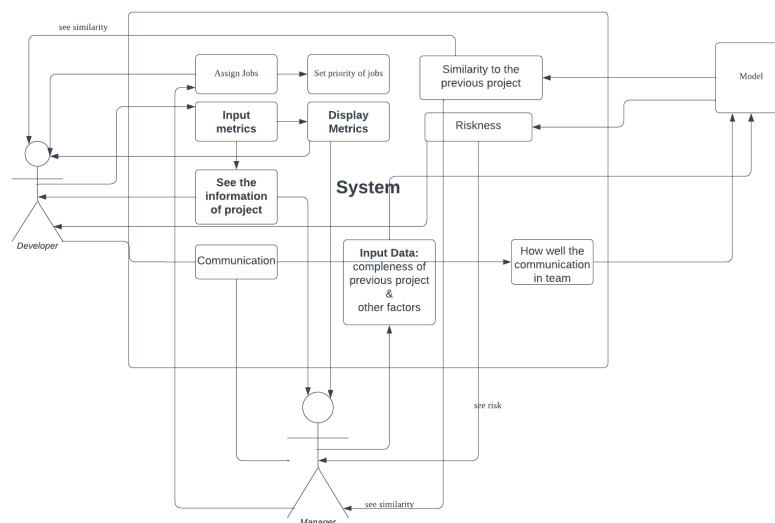 see similarity
Assign Jobs
Set priority of jobs
Similarity to the
previous project
Model
Input
metrics
Display
Metrics
Riskness
See the
information
of project
System
Developer
Communication
Input Data:
compleness of
previous project
&
other factors
How well the
communication
in team
see risk
see similarity
Manager